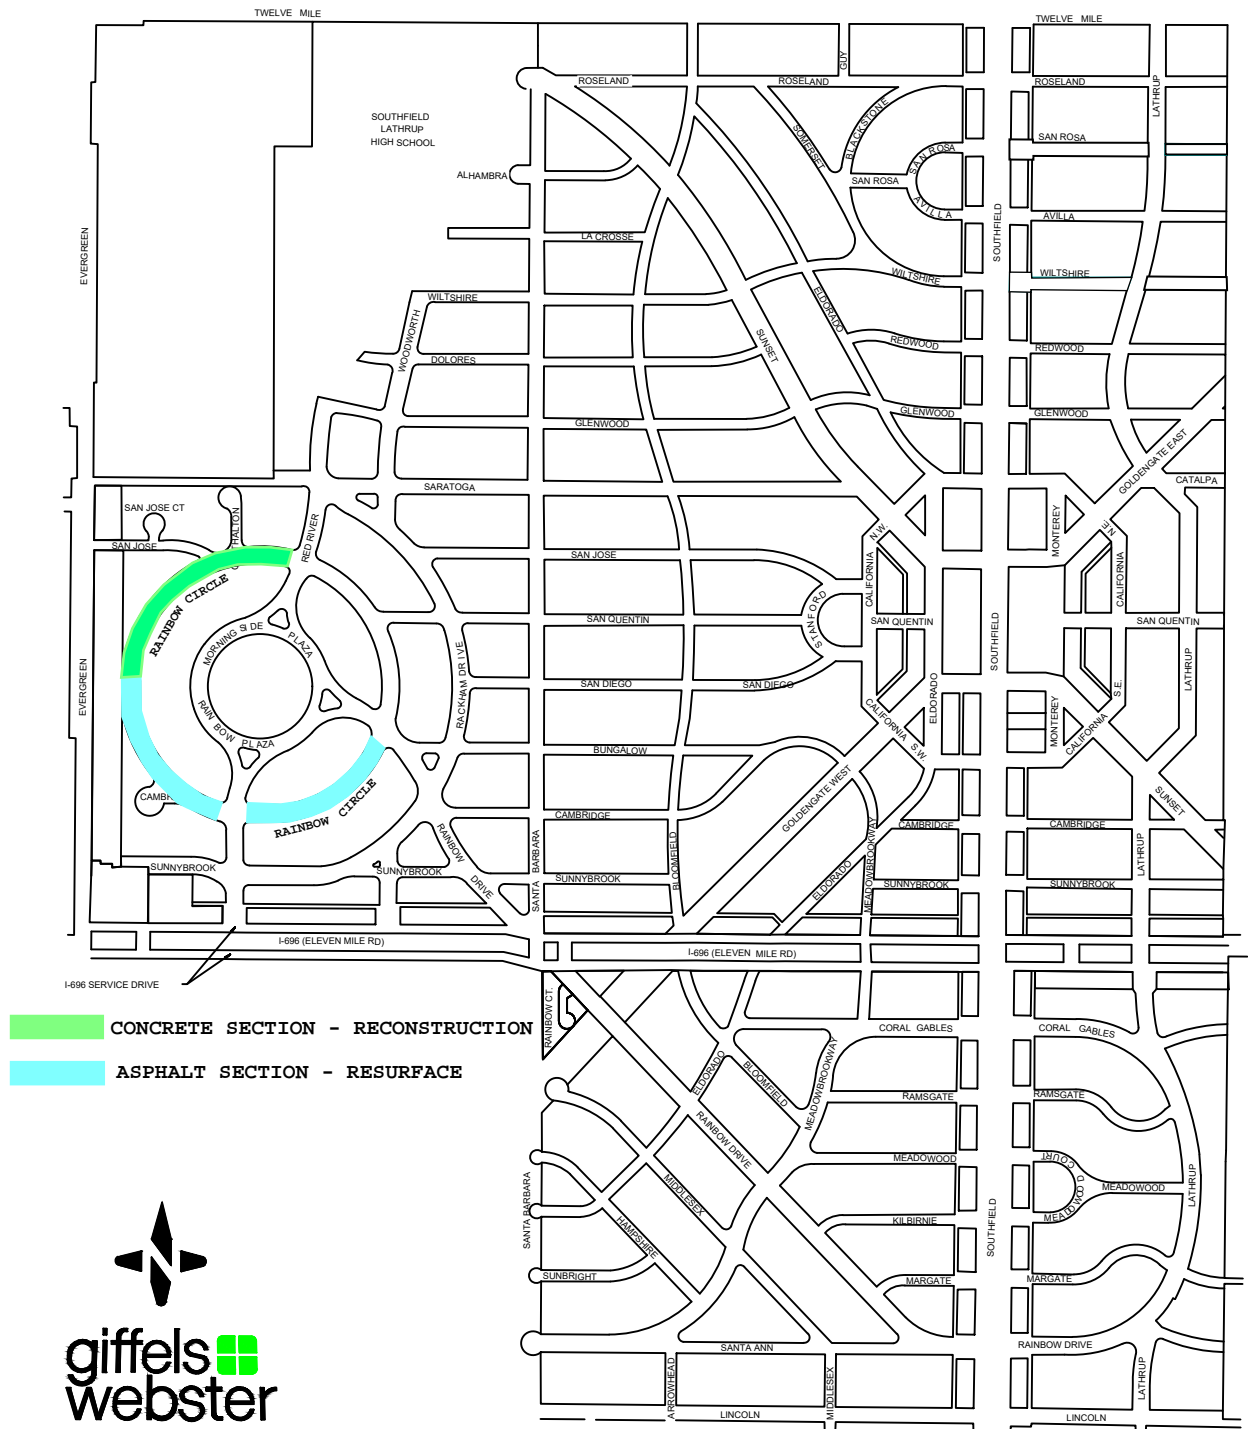 TWELVE MILE
TWELVE MILE
GUY
ROSELAND
ROSELAND
ROSELAND
LATHRUP
SOUTHFIELD
LATHRUP
HIGH SCHOOL
SOMERSET
BLACKSTONE
SAN ROSA
SAN ROSA
SAN ROSA
ALHAMBRA
AVILLA
AVILLA
SOUTHFIELD
EVERGREEN
LA CROSSE
WILTSHIRE
WILTSHIRE
WILTSHIRE
ELDORADO
WOODWORTH
SUNSET
REDWOOD
REDWOOD
DOLORES
GLENWOOD
GLENWOOD
GLENWOOD
GOLDENGATE EAST
CATALPA
SARATOGA
SAN JOSE CT
SAN JOSE
RED RIVER
SAN JOSE
N.W.
N.E.
MONTEREY
CALIFORNIA
CALIFORNIA
RAINBOW CIRCLE
STANFORD
SAN QUENTIN
SAN QUENTIN
SAN QUENTIN
MORNING SIDE
PLAZA
SOUTHFIELD
RACKHAM DRIVE
EVERGREEN
SAN DIEGO
SAN DIEGO
ELDORADO
S.E.
LATHRUP
RAIN BOW PLAZA
MONTEREY
CALIFORNIA S.W.
CALIFORNIA
BUNGALOW
GOLDENGATE WEST
SUNSET
RAINBOW CIRCLE
CAMBRIDGE
CAMBRIDGE
CAMBRIDGE
RAINBOW
DRIVE
SANTA BARBARA
BLOOMFIELD
MEADOWBROOKWAY
LATHRUP
SUNNYBROOK
SUNNYBROOK
SUNNYBROOK
ELDORADO
SUNNYBROOK
SUNNYBROOK
I-696 (ELEVEN MILE RD)
I-696 (ELEVEN MILE RD)
I-696 SERVICE DRIVE
RAINBOW CT.
CONCRETE SECTION - RECONSTRUCTION
ASPHALT SECTION - RESURFACE
CORAL GABLES
CORAL GABLES
ELDORADO
BLOOMFIELD
MEADOWBROOKWAY
RAMSGATE
RAMSGATE
RAINBOW DRIVE
MEADOWOOD
MEADOWOOD
COURT
MEADOWOOD
LATHRUP
SANTA BARBARA
MIDDLESEX
HAMPSHIRE
KILBIRNIE
SOUTHFIELD
SUNBRIGHT
MARGATE
MARGATE
SANTA ANN
RAINBOW DRIVE
ARROWHEAD
MIDDLESEX
LATHRUP
LINCOLN
LINCOLN
N
giffels
webster